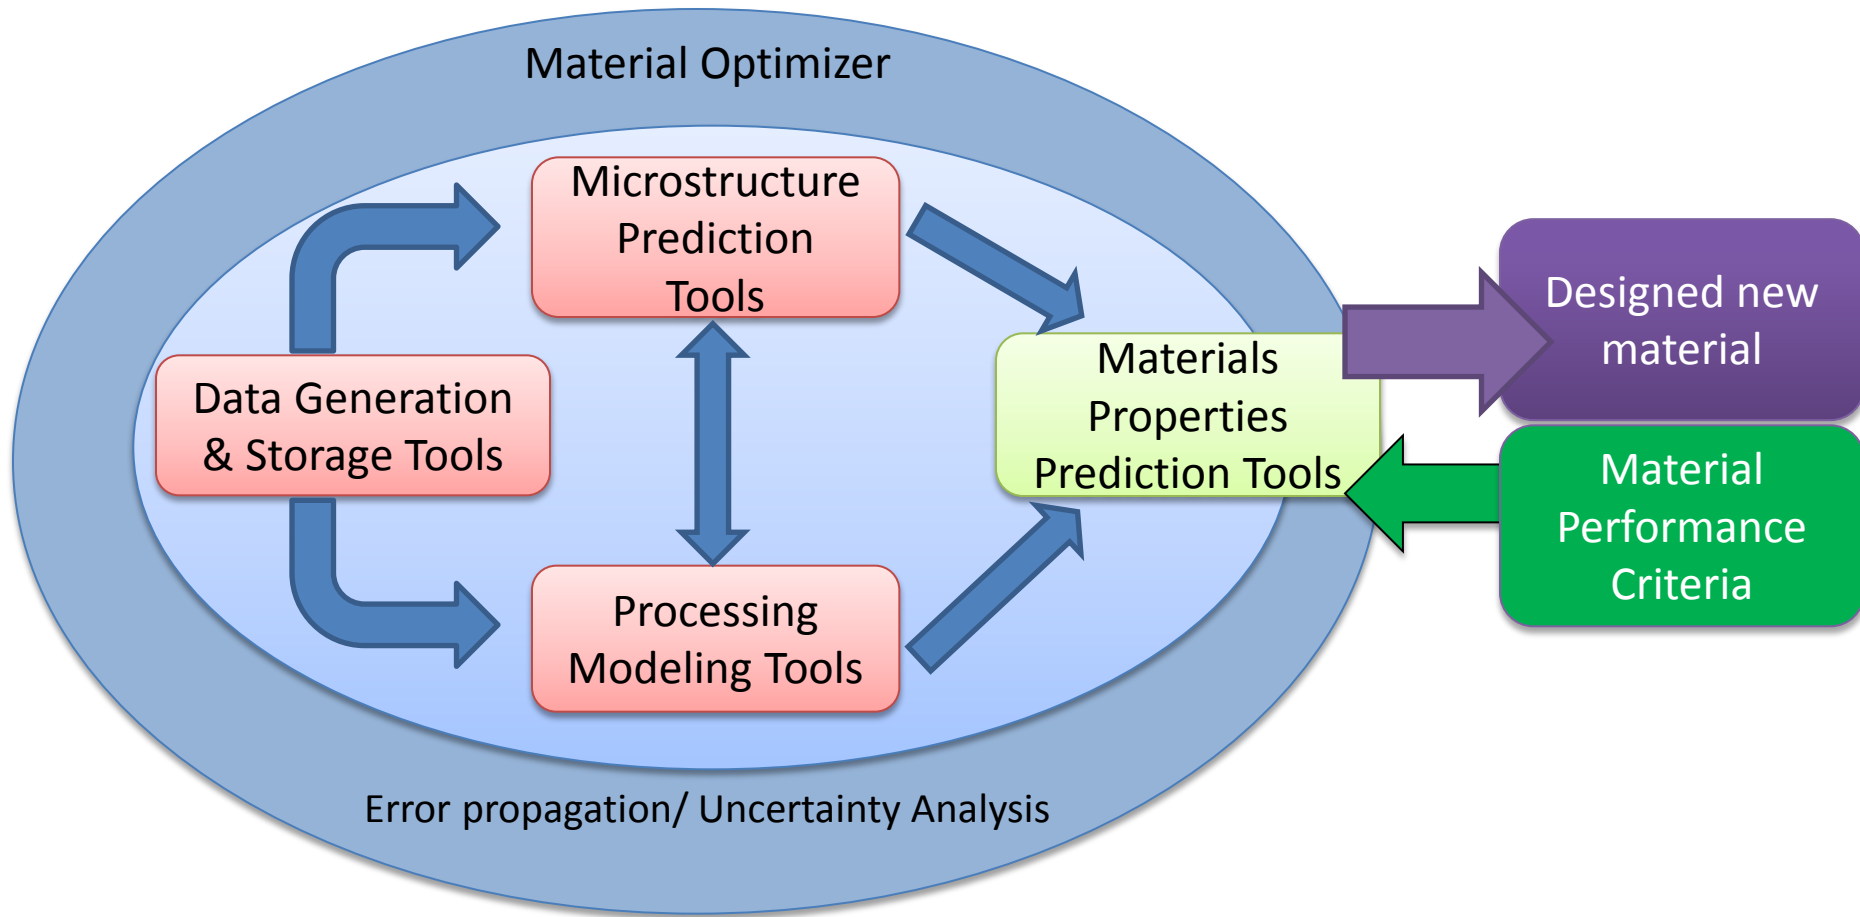 Material Optimizer
Microstructure
Prediction
Tools
Data Generation
& Storage Tools
Processing
Modeling Tools
Materials
Properties
Prediction Tools
Designed new
material
Material
Performance
Criteria
Error propagation/ Uncertainty Analysis